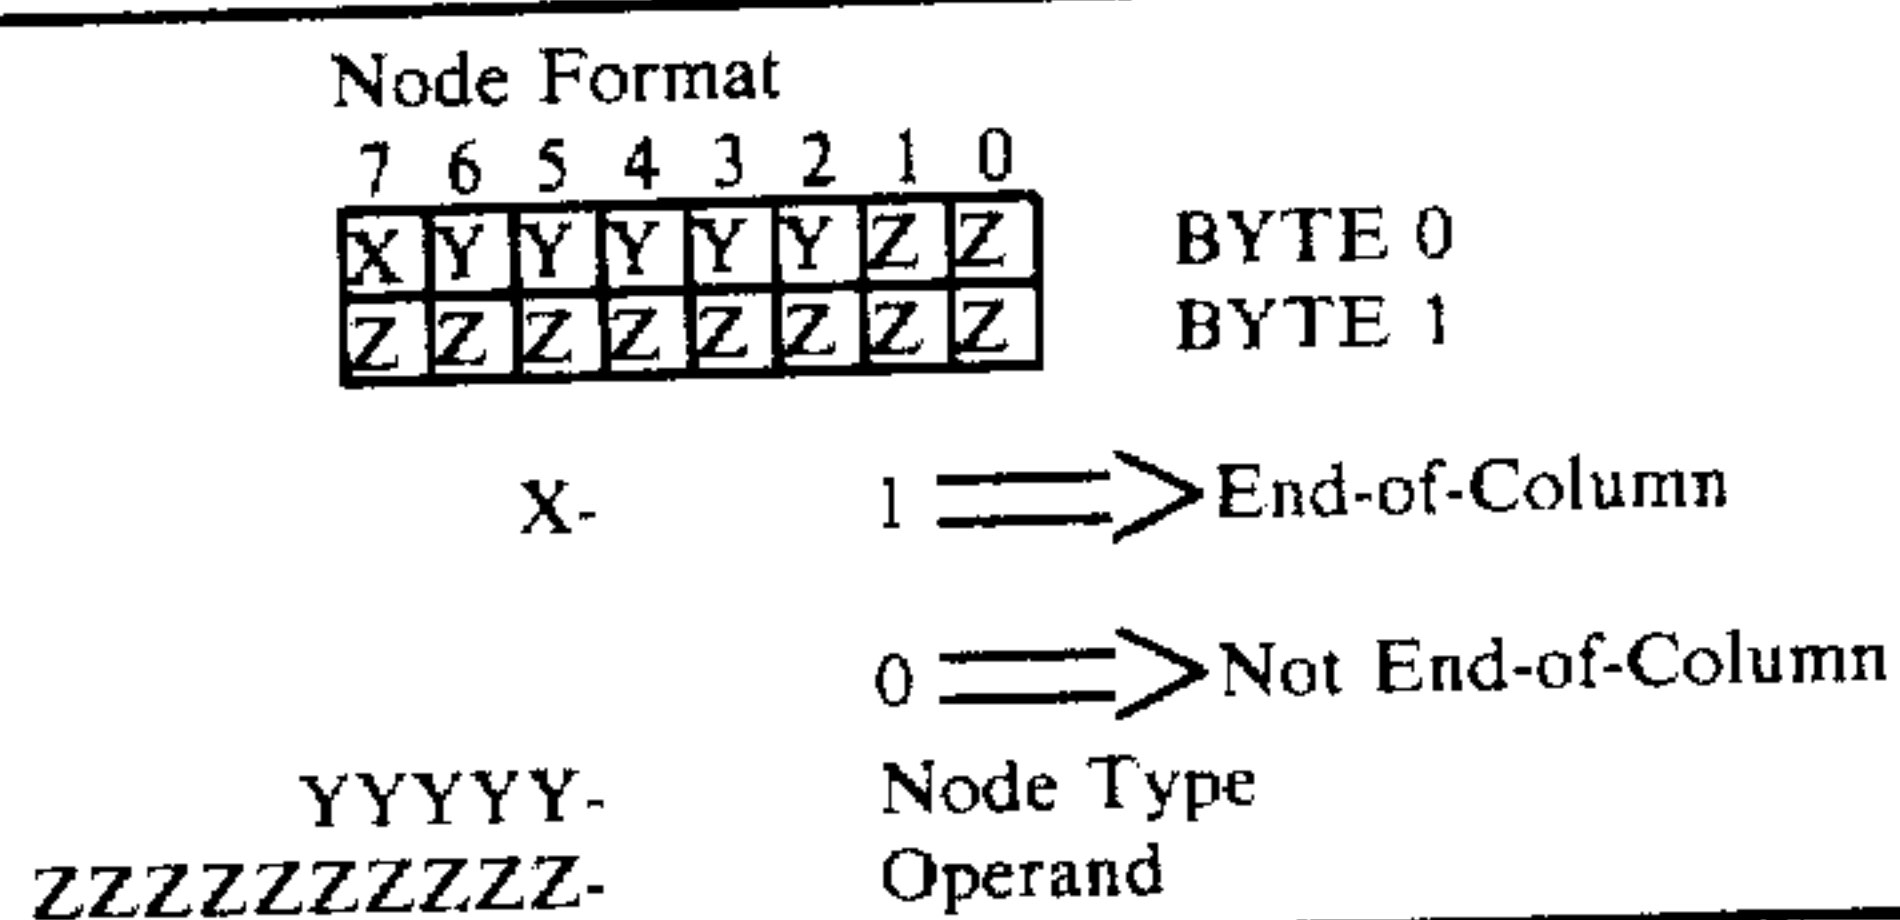 Node Format
7 6 5 4 3 2 1 0
X Y Y Y Y Y Z Z BYTE 0
Z Z Z Z Z Z Z Z BYTE 1
X- 1 End-of-Column
0 Not End-of-Column
YYYYY- Node Type
ZZZZZZZZZZ- Operand